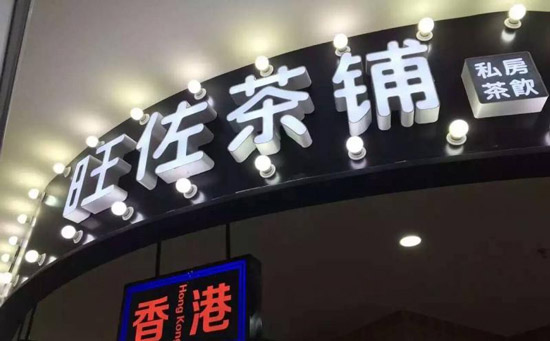 旺佐茶铺
私房
茶飲
香港
Hong Kong